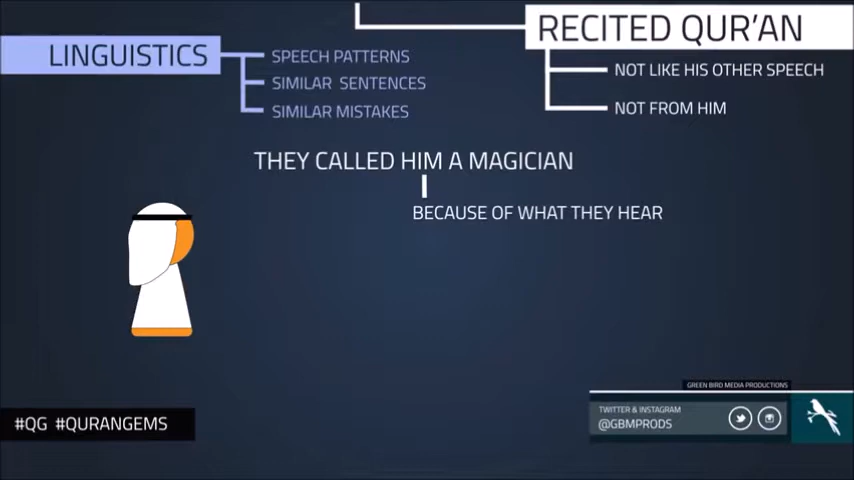 RECITED QUR'AN
LINGUISTICS
SPEECH PATTERNS
SIMILAR SENTENCES
SIMILAR MISTAKES
NOT LIKE HIS OTHER SPEECH
NOT FROM HIM
THEY CALLED HIM A MAGICIAN
BECAUSE OF WHAT THEY HEAR
GREEN BIRD MEDIA PRODUCTIONS
TWITTER & INSTAGRAM
@GBMPRODS
#QG #QURANGEMS